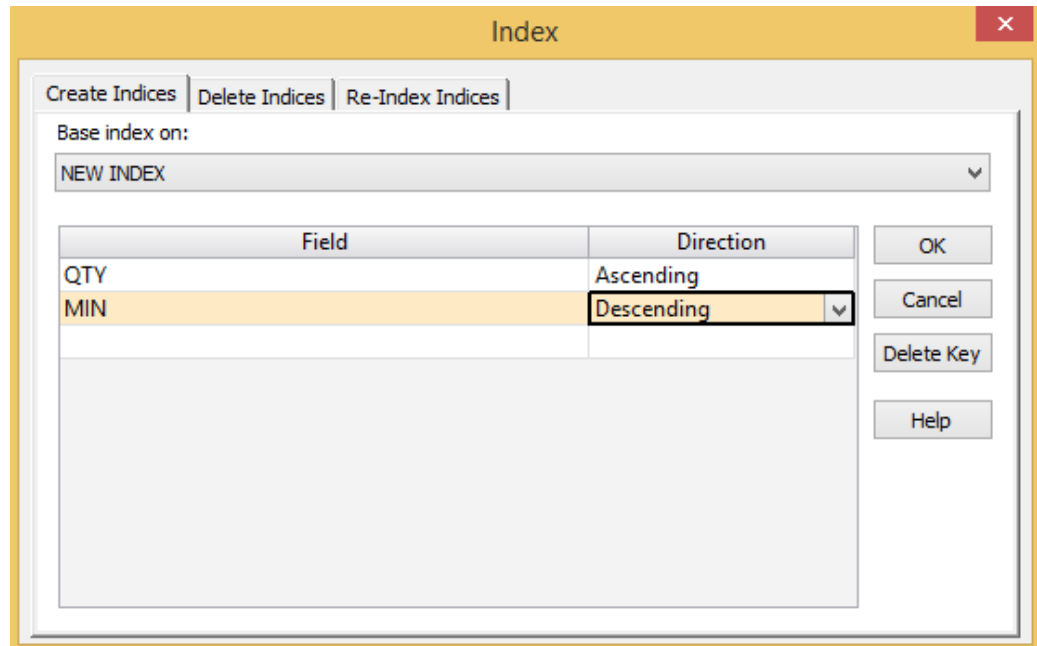 Index
Create Indices Delete Indices Re-Index Indices
Base index on:
NEW INDEX
Field Direction OK
QTY Ascending
MIN Descending Cancel
Delete Key
Help